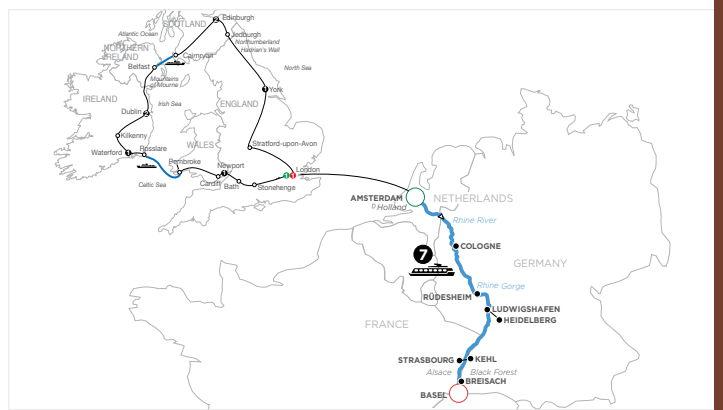 SCOTLAND
Edinburgh
Atlantic Ocean
Jedburgh
Northumberland
Hadrian's Wall
NORTHERN
IRELAND
Cairnryan
Belfast
North Sea
Mountains
of Mourne
York
IRELAND
Irish Sea
ENGLAND
Dublin
Kilkenny
WALES
Stratford-upon-Avon
Waterford
Rosslare
Pembroke
Newport
London
1
1
Celtic Sea
Cardiff
Bath
Stonehenge
AMSTERDAM
NETHERLANDS
D Holland
Rhine River
COLOGNE
7
GERMANY
Rhine Gorge
RÜDESHEIM
LUDWIGSHAFEN
HEIDELBERG
FRANCE
STRASBOURG
KEHL
Alsace
Black Forest
BREISACH
BASEL